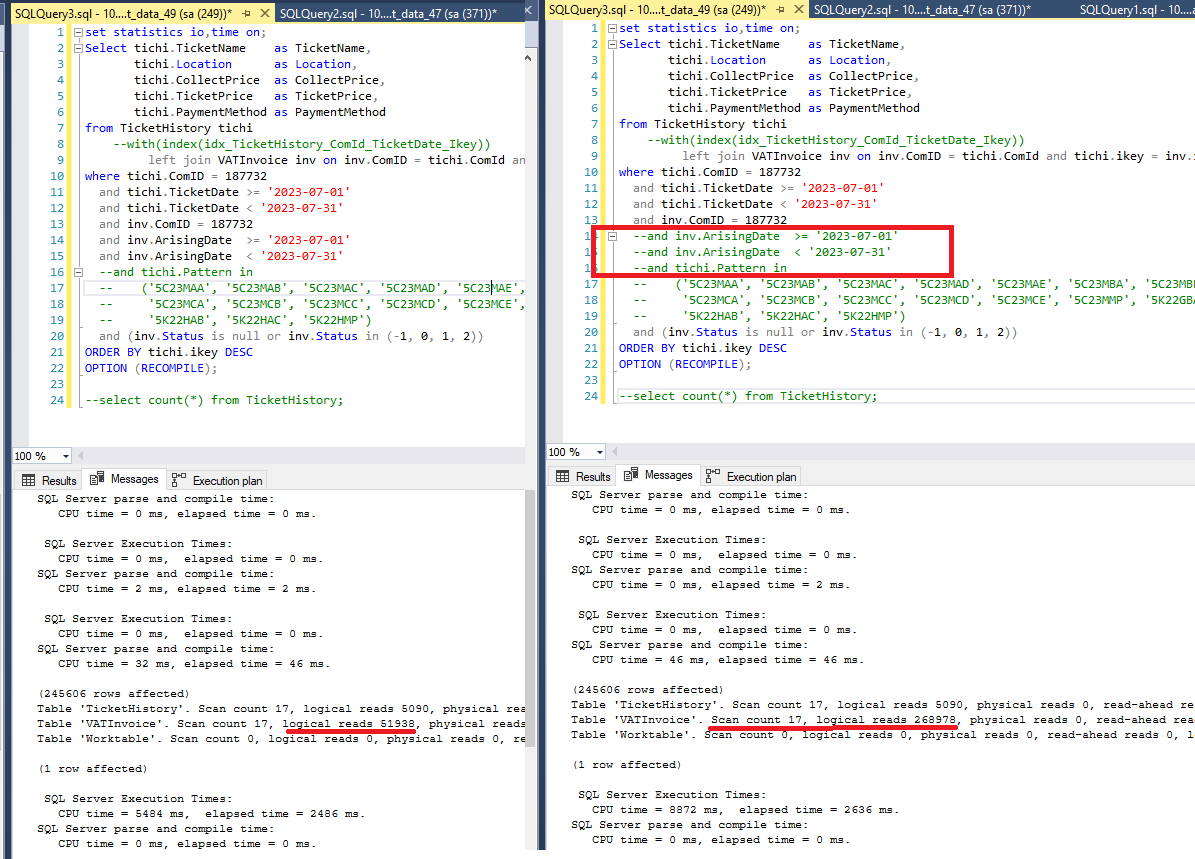 SQLQuery3.sql - 10....t_data_49 (sa (249))*
SQLQuery2.sql - 10....t_data_47 (sa (371))*
1 set statistics io,time on;
2 Select tichi.TicketName as TicketName,
3 tichi.Location as Location,
4 tichi.CollectPrice as CollectPrice,
5 tichi.TicketPrice as TicketPrice,
6 tichi.PaymentMethod as PaymentMethod
7 from TicketHistory tichi
8 --with(index(idx_TicketHistory_ComId_TicketDate_Ikey))
9 left join VATInvoice inv on inv.ComID = tichi.ComId an
10 where tichi.ComID = 187732
11 and tichi.TicketDate >= '2023-07-01'
12 and tichi.TicketDate < '2023-07-31'
13 and inv.ComID = 187732
14 and inv.ArisingDate >= '2023-07-01'
15 and inv.ArisingDate < '2023-07-31'
16 --and tichi.Pattern in
17 -- ('5C23MAA', '5C23MAB', '5C23MAC', '5C23MAD', '5C23MAE',
18 -- '5C23MCA', '5C23MCB', '5C23MCC', '5C23MCD', '5C23MCE',
19 -- '5K22HAB', '5K22HAC', '5K22HMP')
20 and (inv.Status is null or inv.Status in (-1, 0, 1, 2))
21 ORDER BY tichi.ikey DESC
22 OPTION (RECOMPILE);
23
24 --select count(*) from TicketHistory;
100 %
Results Messages Execution plan
SQL Server parse and compile time:
CPU time = 0 ms, elapsed time = 0 ms.
SQL Server Execution Times:
CPU time = 0 ms, elapsed time = 0 ms.
SQL Server parse and compile time:
CPU time = 2 ms, elapsed time = 2 ms.
SQL Server Execution Times:
CPU time = 0 ms, elapsed time = 0 ms.
SQL Server parse and compile time:
CPU time = 32 ms, elapsed time = 46 ms.
(245606 rows affected)
Table 'TicketHistory'. Scan count 17, logical reads 5090, physical rea
Table 'VATInvoice'. Scan count 17, logical reads 51938, physical reads
Table 'Worktable'. Scan count 0, logical reads 0, physical reads 0, re
(1 row affected)
SQL Server Execution Times:
CPU time = 5484 ms, elapsed time = 2486 ms.
SQL Server parse and compile time:
CPU time = 0 ms, elapsed time = 0 ms.
SQLQuery3.sql - 10....t_data_49 (sa (249))*
SQLQuery2.sql - 10....t_data_47 (sa (371))*
SQLQuery1.sql - 10....a
1 set statistics io,time on;
2 Select tichi.TicketName as TicketName,
3 tichi.Location as Location,
4 tichi.CollectPrice as CollectPrice,
5 tichi.TicketPrice as TicketPrice,
6 tichi.PaymentMethod as PaymentMethod
7 from TicketHistory tichi
8 --with(index(idx_TicketHistory_ComId_TicketDate_Ikey))
9 left join VATInvoice inv on inv.ComID = tichi.ComId and tichi.ikey = inv.
10 where tichi.ComID = 187732
11 and tichi.TicketDate >= '2023-07-01'
12 and tichi.TicketDate < '2023-07-31'
13 and inv.ComID = 187732
14 --and inv.ArisingDate >= '2023-07-01'
15 --and inv.ArisingDate < '2023-07-31'
16 --and tichi.Pattern in
17 -- ('5C23MAA', '5C23MAB', '5C23MAC', '5C23MAD', '5C23MAE', '5C23MBA', '5C23MB
18 -- '5C23MCA', '5C23MCB', '5C23MCC', '5C23MCD', '5C23MCE', '5C23MMP', '5K22GBA
19 -- '5K22HAB', '5K22HAC', '5K22HMP')
20 and (inv.Status is null or inv.Status in (-1, 0, 1, 2))
21 ORDER BY tichi.ikey DESC
22 OPTION (RECOMPILE);
23
24 --select count(*) from TicketHistory;
100 %
Results Messages Execution plan
SQL Server parse and compile time:
CPU time = 0 ms, elapsed time = 0 ms.
SQL Server Execution Times:
CPU time = 0 ms, elapsed time = 0 ms.
SQL Server parse and compile time:
CPU time = 0 ms, elapsed time = 2 ms.
SQL Server Execution Times:
CPU time = 0 ms, elapsed time = 0 ms.
SQL Server parse and compile time:
CPU time = 46 ms, elapsed time = 46 ms.
(245606 rows affected)
Table 'TicketHistory'. Scan count 17, logical reads 5090, physical reads 0, read-ahead re
Table 'VATInvoice'. Scan count 17, logical reads 268978, physical reads 0, read-ahead rea
Table 'Worktable'. Scan count 0, logical reads 0, physical reads 0, read-ahead reads 0, l
(1 row affected)
SQL Server Execution Times:
CPU time = 8872 ms, elapsed time = 2636 ms.
SQL Server parse and compile time:
CPU time = 0 ms, elapsed time = 0 ms.